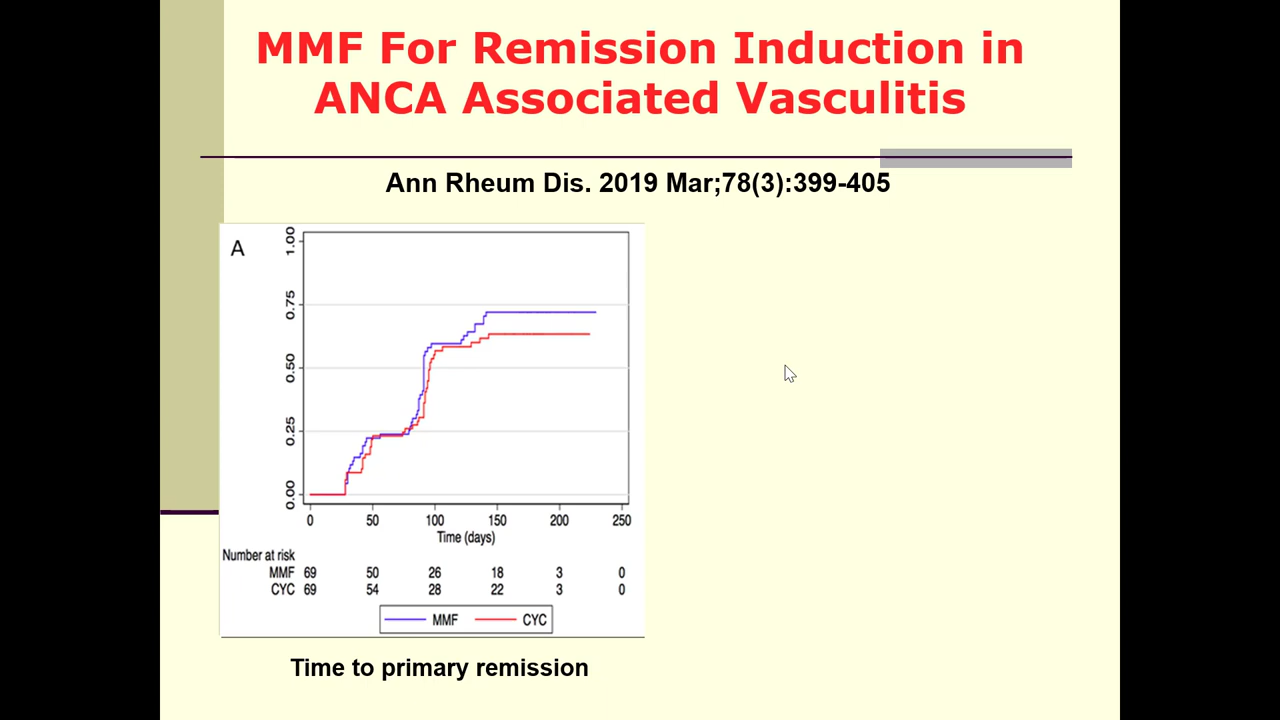 MMF For Remission Induction in
ANCA Associated Vasculitis
Ann Rheum Dis. 2019 Mar;78(3):399-405
A
1.00
0.75
0.50
0.25
0.00
0 50 100 150 200 250
Time (days)
Number at risk
MMF 69 50 26 18 3 0
CYC 69 54 28 22 3 0
MMF CYC
Time to primary remission